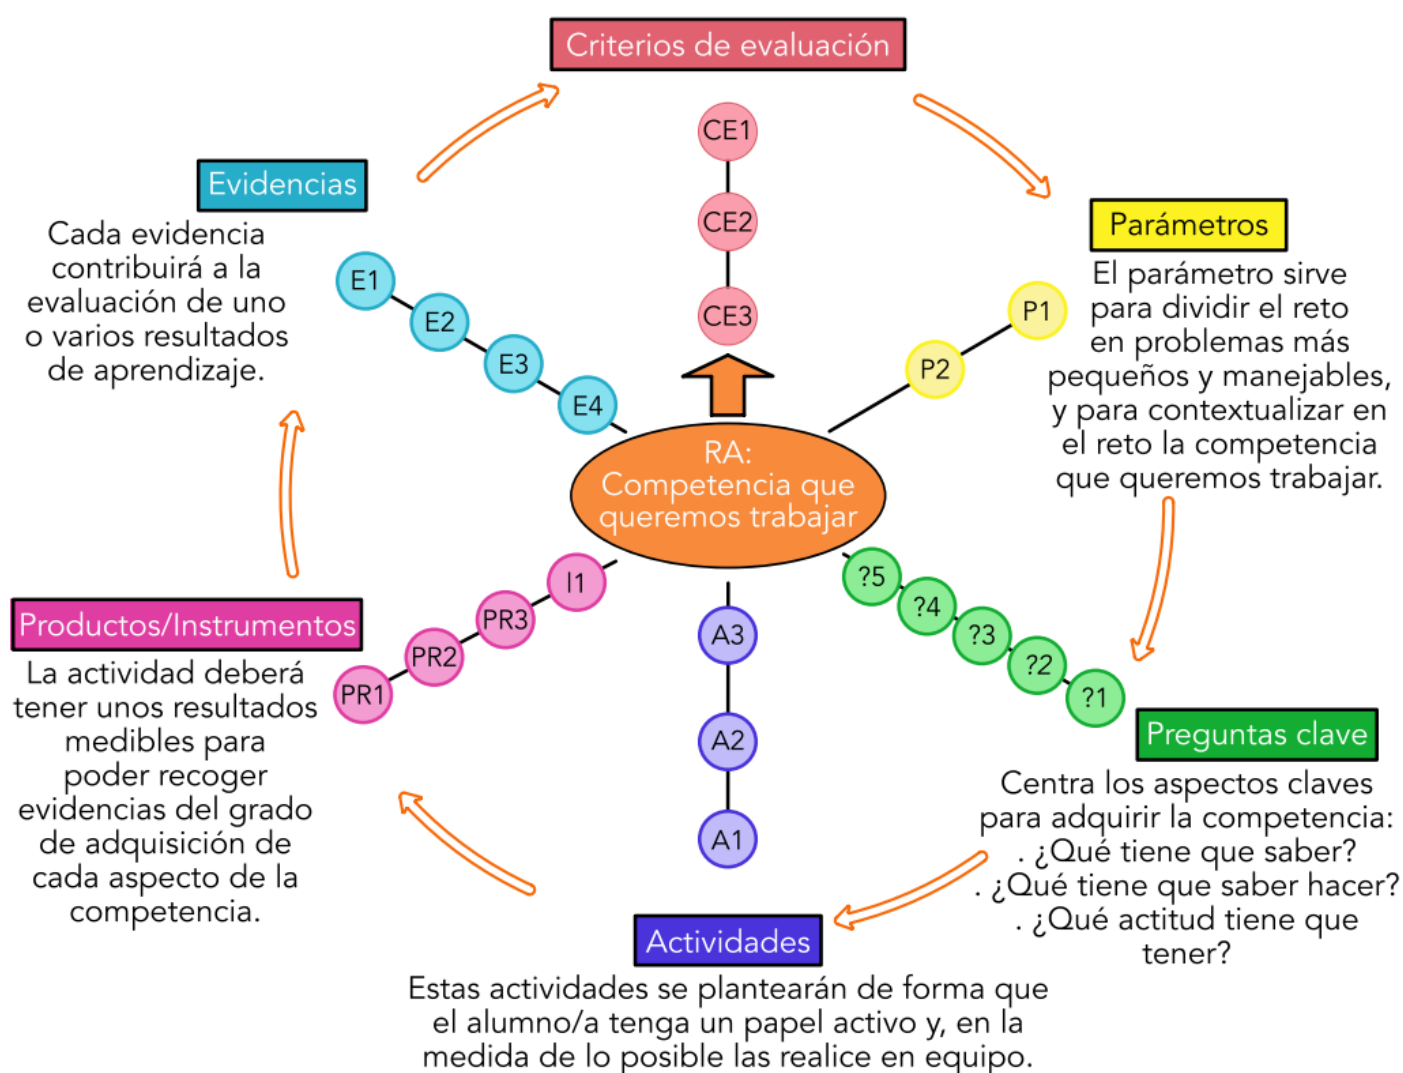 Criterios de evaluación
CE1
CE2
CE3
Parámetros
El parámetro sirve
para dividir el reto
en problemas más
pequeños y manejables,
y para contextualizar en
el reto la competencia
que queremos trabajar.
P1
P2
Preguntas clave
Centra los aspectos claves
para adquirir la competencia:
. ¿Qué tiene que saber?
. ¿Qué tiene que saber hacer?
. ¿Qué actitud tiene que
tener?
?5
?4
?3
?2
?1
Actividades
Estas actividades se plantearán de forma que
el alumno/a tenga un papel activo y, en la
medida de lo posible las realice en equipo.
A3
A2
A1
Productos/Instrumentos
La actividad deberá
tener unos resultados
medibles para
poder recoger
evidencias del grado
de adquisición de
cada aspecto de la
competencia.
I1
PR3
PR2
PR1
Evidencias
Cada evidencia
contribuirá a la
evaluación de uno
o varios resultados
de aprendizaje.
E1
E2
E3
E4
RA:
Competencia que
queremos trabajar